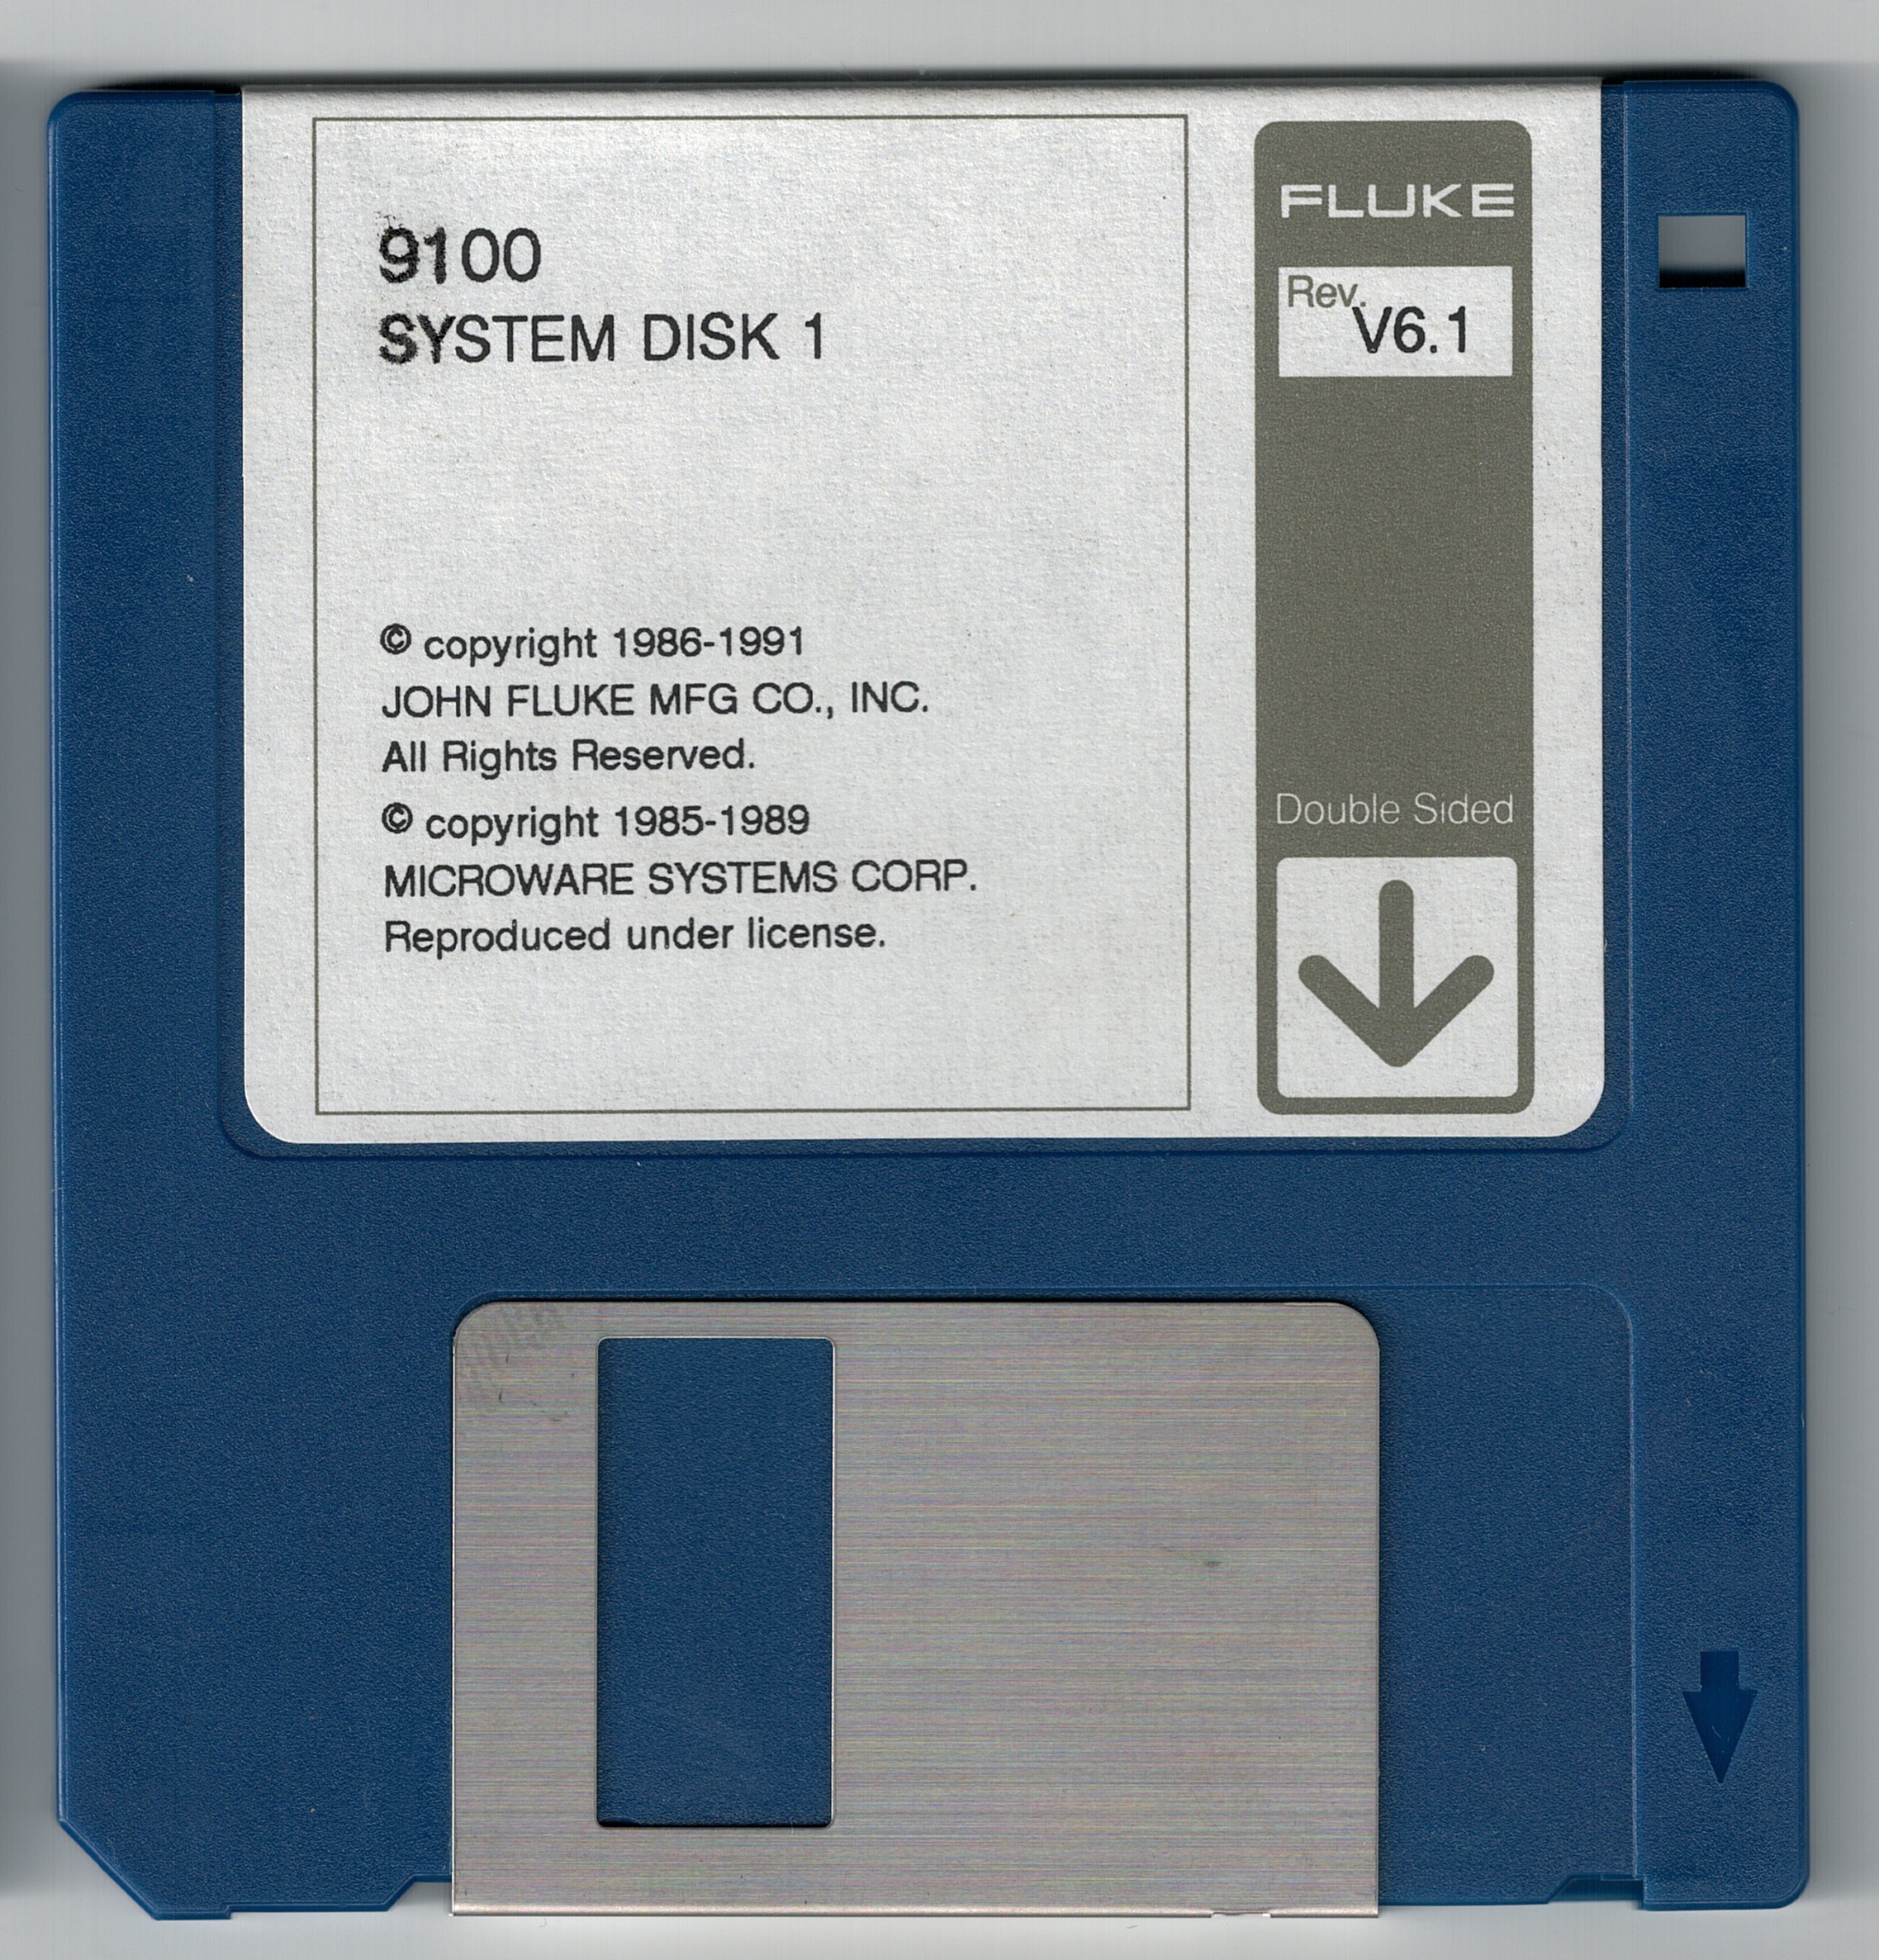 9100
SYSTEM DISK 1
© copyright 1986-1991
JOHN FLUKE MFG CO., INC.
All Rights Reserved.
© copyright 1985-1989
MICROWARE SYSTEMS CORP.
Reproduced under license.
FLUKE
Rev.
V6.1
Double Sided